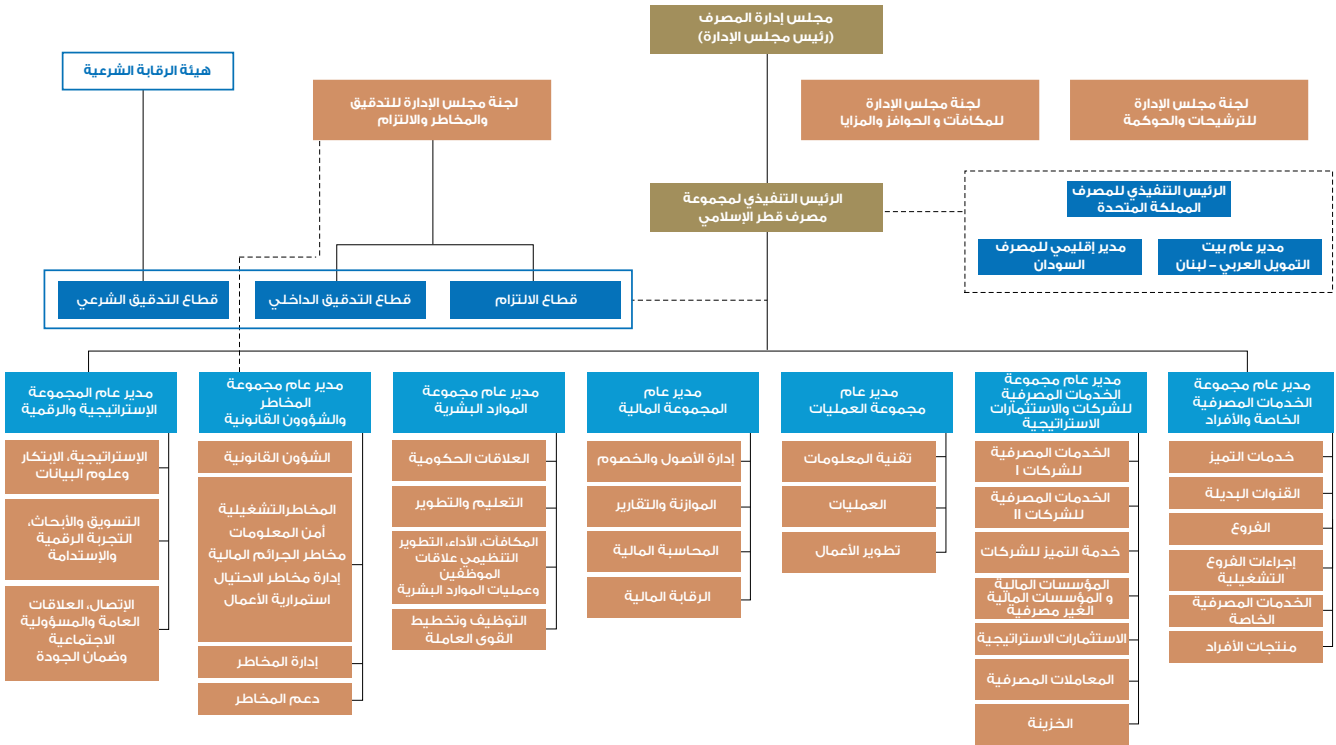 مجلس إدارة المصرف
(رئيس مجلس الإدارة)
هيئة الرقابة الشرعية
لجنة مجلس الإدارة للتدقيق
والمخاطر والالتزام
لجنة مجلس الإدارة
للمكافآت و الحوافز والمزايا
لجنة مجلس الإدارة
للترشيحات والحوكمة
الرئيس التنفيذي لمجموعة
مصرف قطر الإسلامي
الرئيس التنفيذي للمصرف
المملكة المتحدة
مدير عام بيت
التمويل العربي – لبنان
مدير إقليمي للمصرف
السودان
قطاع الالتزام
قطاع التدقيق الداخلي
قطاع التدقيق الشرعي
مدير عام مجموعة
الخدمات المصرفية
الخاصة والأفراد
خدمات التميز
القنوات البديلة
الفروع
إجراءات الفروع
التشغيلية
الخدمات المصرفية
الخاصة
منتجات الأفراد
مدير عام مجموعة
الخدمات المصرفية
للشركات والاستثمارات
الاستراتيجية
الخدمات المصرفية
للشركات I
الخدمات المصرفية
للشركات II
خدمة التميز للشركات
المؤسسات المالية
و المؤسسات المالية
الغير مصرفية
الاستثمارات الاستراتيجية
المعاملات المصرفية
الخزينة
مدير عام
مجموعة العمليات
تقنية المعلومات
العمليات
تطوير الأعمال
مدير عام
المجموعة المالية
إدارة الأصول والخصوم
الموازنة والتقارير
المحاسبة المالية
الرقابة المالية
مدير عام مجموعة
الموارد البشرية
العلاقات الحكومية
التعليم والتطوير
المكافآت، الأداء، التطوير
التنظيمي علاقات
الموظفين
وعمليات الموارد البشرية
التوظيف وتخطيط
القوى العاملة
مدير عام مجموعة
المخاطر
والشؤوون القانونية
الشؤون القانونية
المخاطرالتشغيلية
أمن المعلومات
مخاطر الجرائم المالية
إدارة مخاطر الاحتيال
استمرارية الأعمال
إدارة المخاطر
دعم المخاطر
مدير عام المجموعة
الإستراتيجية والرقمية
الإستراتيجية، الإبتكار
وعلوم البيانات
التسويق والأبحاث،
التجربة الرقمية
والإستدامة
الإتصال، العلاقات
العامة والمسؤولية
الاجتماعية
وضمان الجودة